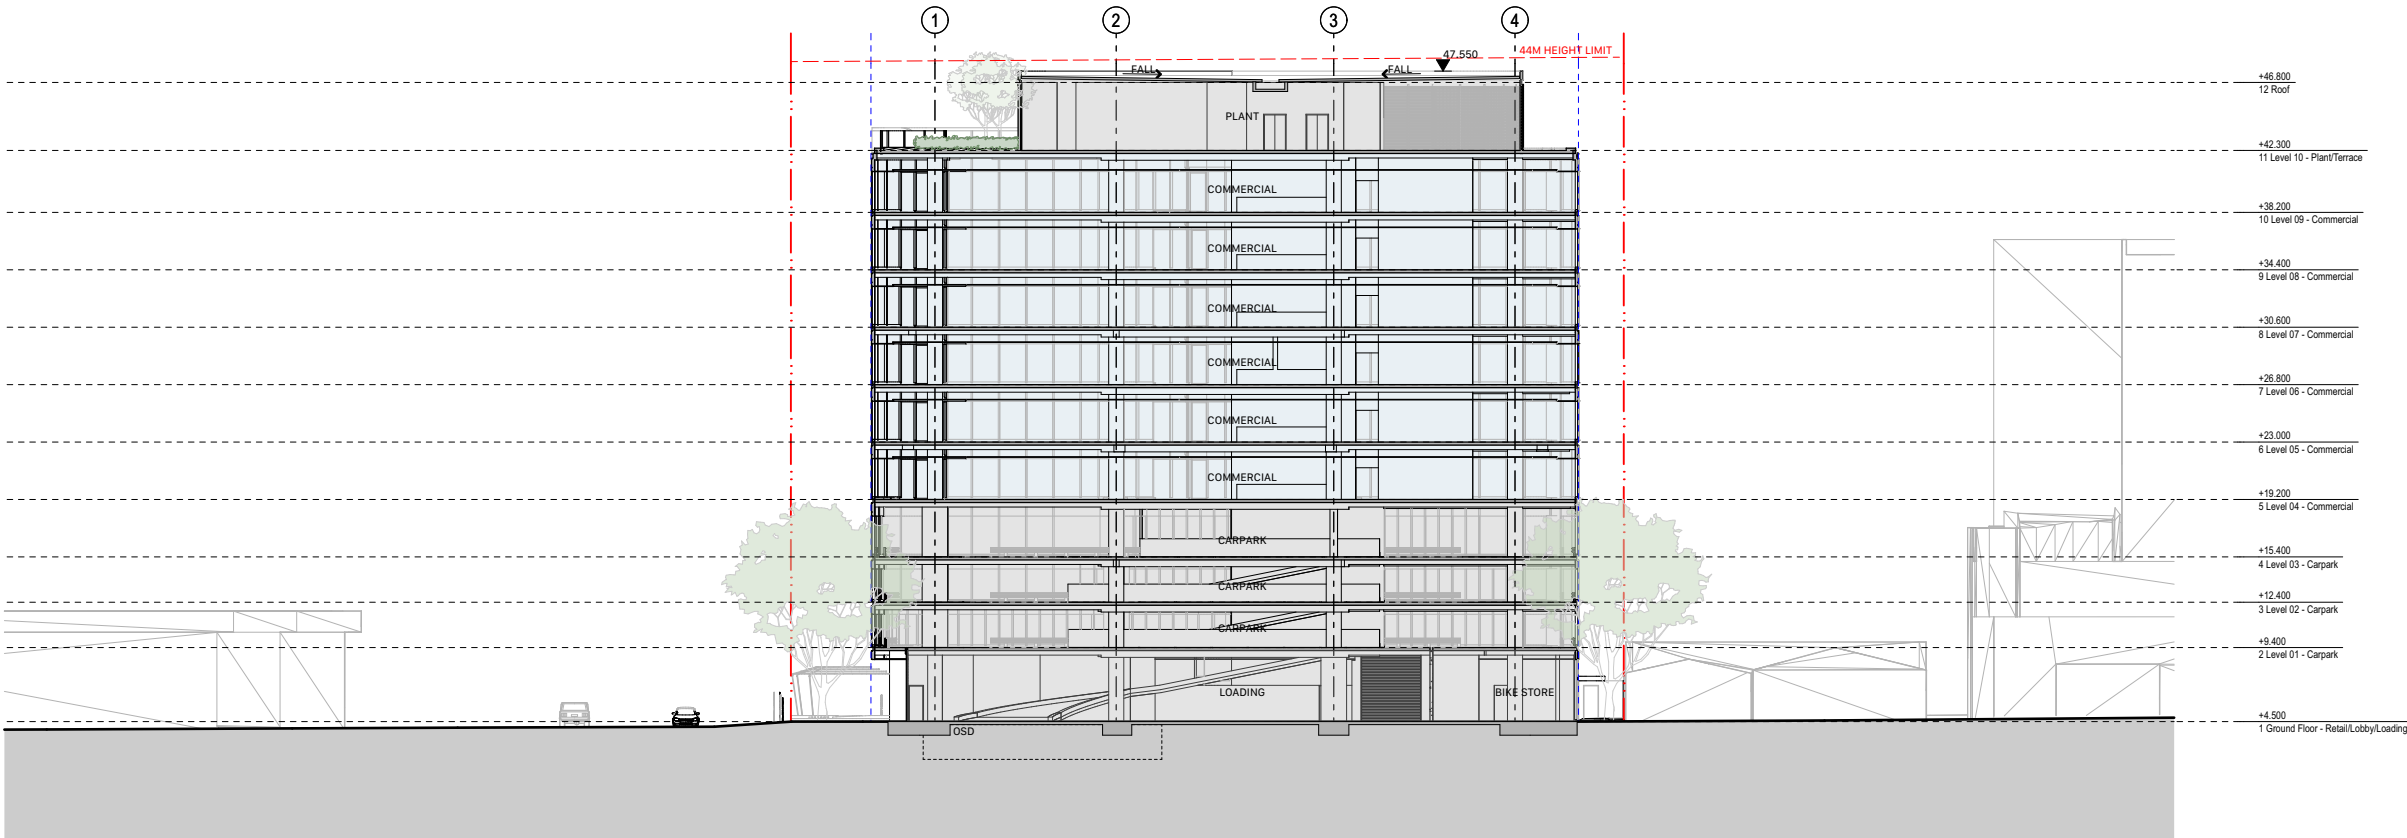 1 2 3 4
44M HEIGHT LIMIT
47.550
FALL FALL
+46.800
12 Roof
PLANT
+42.300
11 Level 10 - Plant/Terrace
COMMERCIAL
+38.200
10 Level 09 - Commercial
COMMERCIAL
+34.400
9 Level 08 - Commercial
COMMERCIAL
+30.600
8 Level 07 - Commercial
COMMERCIAL
+26.800
7 Level 06 - Commercial
COMMERCIAL
+23.000
6 Level 05 - Commercial
COMMERCIAL
+19.200
5 Level 04 - Commercial
CARPARK
+15.400
4 Level 03 - Carpark
CARPARK
+12.400
3 Level 02 - Carpark
CARPARK
+9.400
2 Level 01 - Carpark
LOADING BIKE STORE
+4.500
1 Ground Floor - Retail/Lobby/Loading
OSD